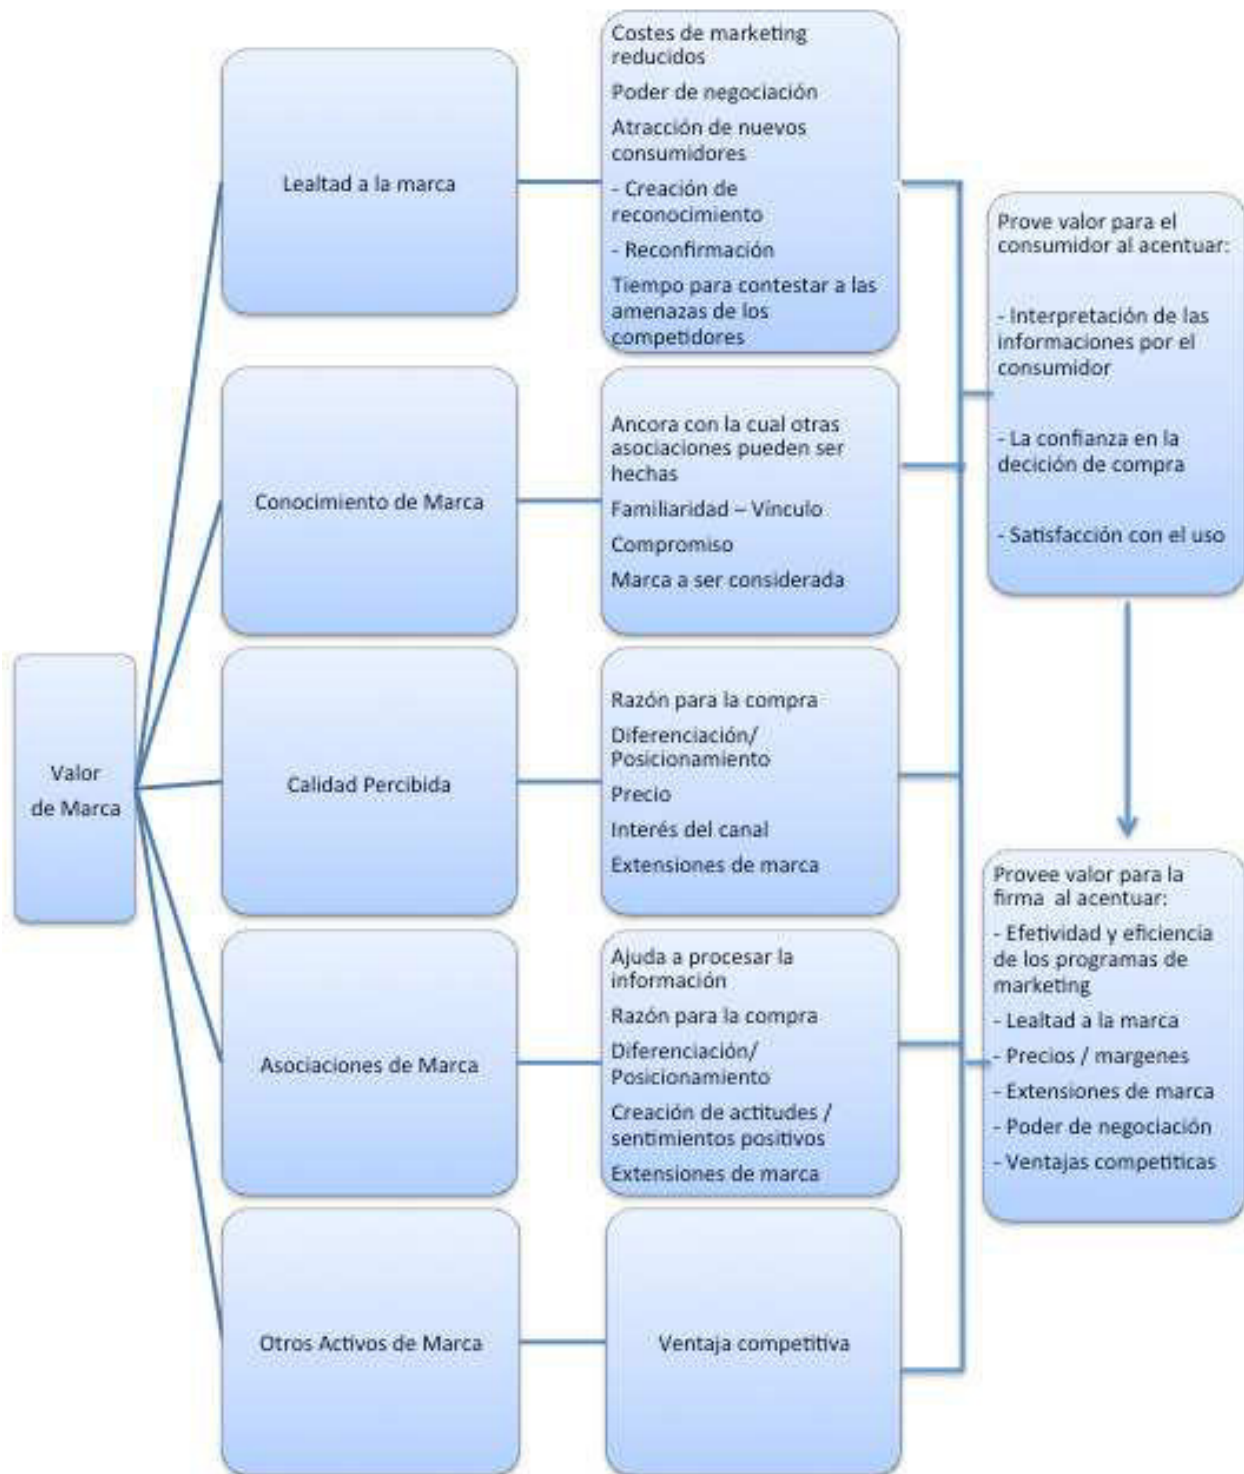 Valor
de Marca
Lealtad a la marca
Costes de marketing
reducidos
Poder de negociación
Atracción de nuevos
consumidores
- Creación de
reconocimiento
- Reconfirmación
Tiempo para contestar a las
amenazas de los
competidores
Conocimiento de Marca
Ancora con la cual otras
asociaciones pueden ser
hechas
Familiaridad – Vínculo
Compromiso
Marca a ser considerada
Calidad Percibida
Razón para la compra
Diferenciación/
Posicionamiento
Precio
Interés del canal
Extensiones de marca
Asociaciones de Marca
Ajuda a procesar la
información
Razón para la compra
Diferenciación/
Posicionamiento
Creación de actitudes /
sentimientos positivos
Extensiones de marca
Otros Activos de Marca
Ventaja competitiva
Prove valor para el
consumidor al acentuar:
- Interpretación de las
informaciones por el
consumidor
- La confianza en la
decición de compra
- Satisfacción con el uso
Provee valor para la
firma al acentuar:
- Efetividad y eficiencia
de los programas de
marketing
- Lealtad a la marca
- Precios / margenes
- Extensiones de marca
- Poder de negociación
- Ventajas competiticas